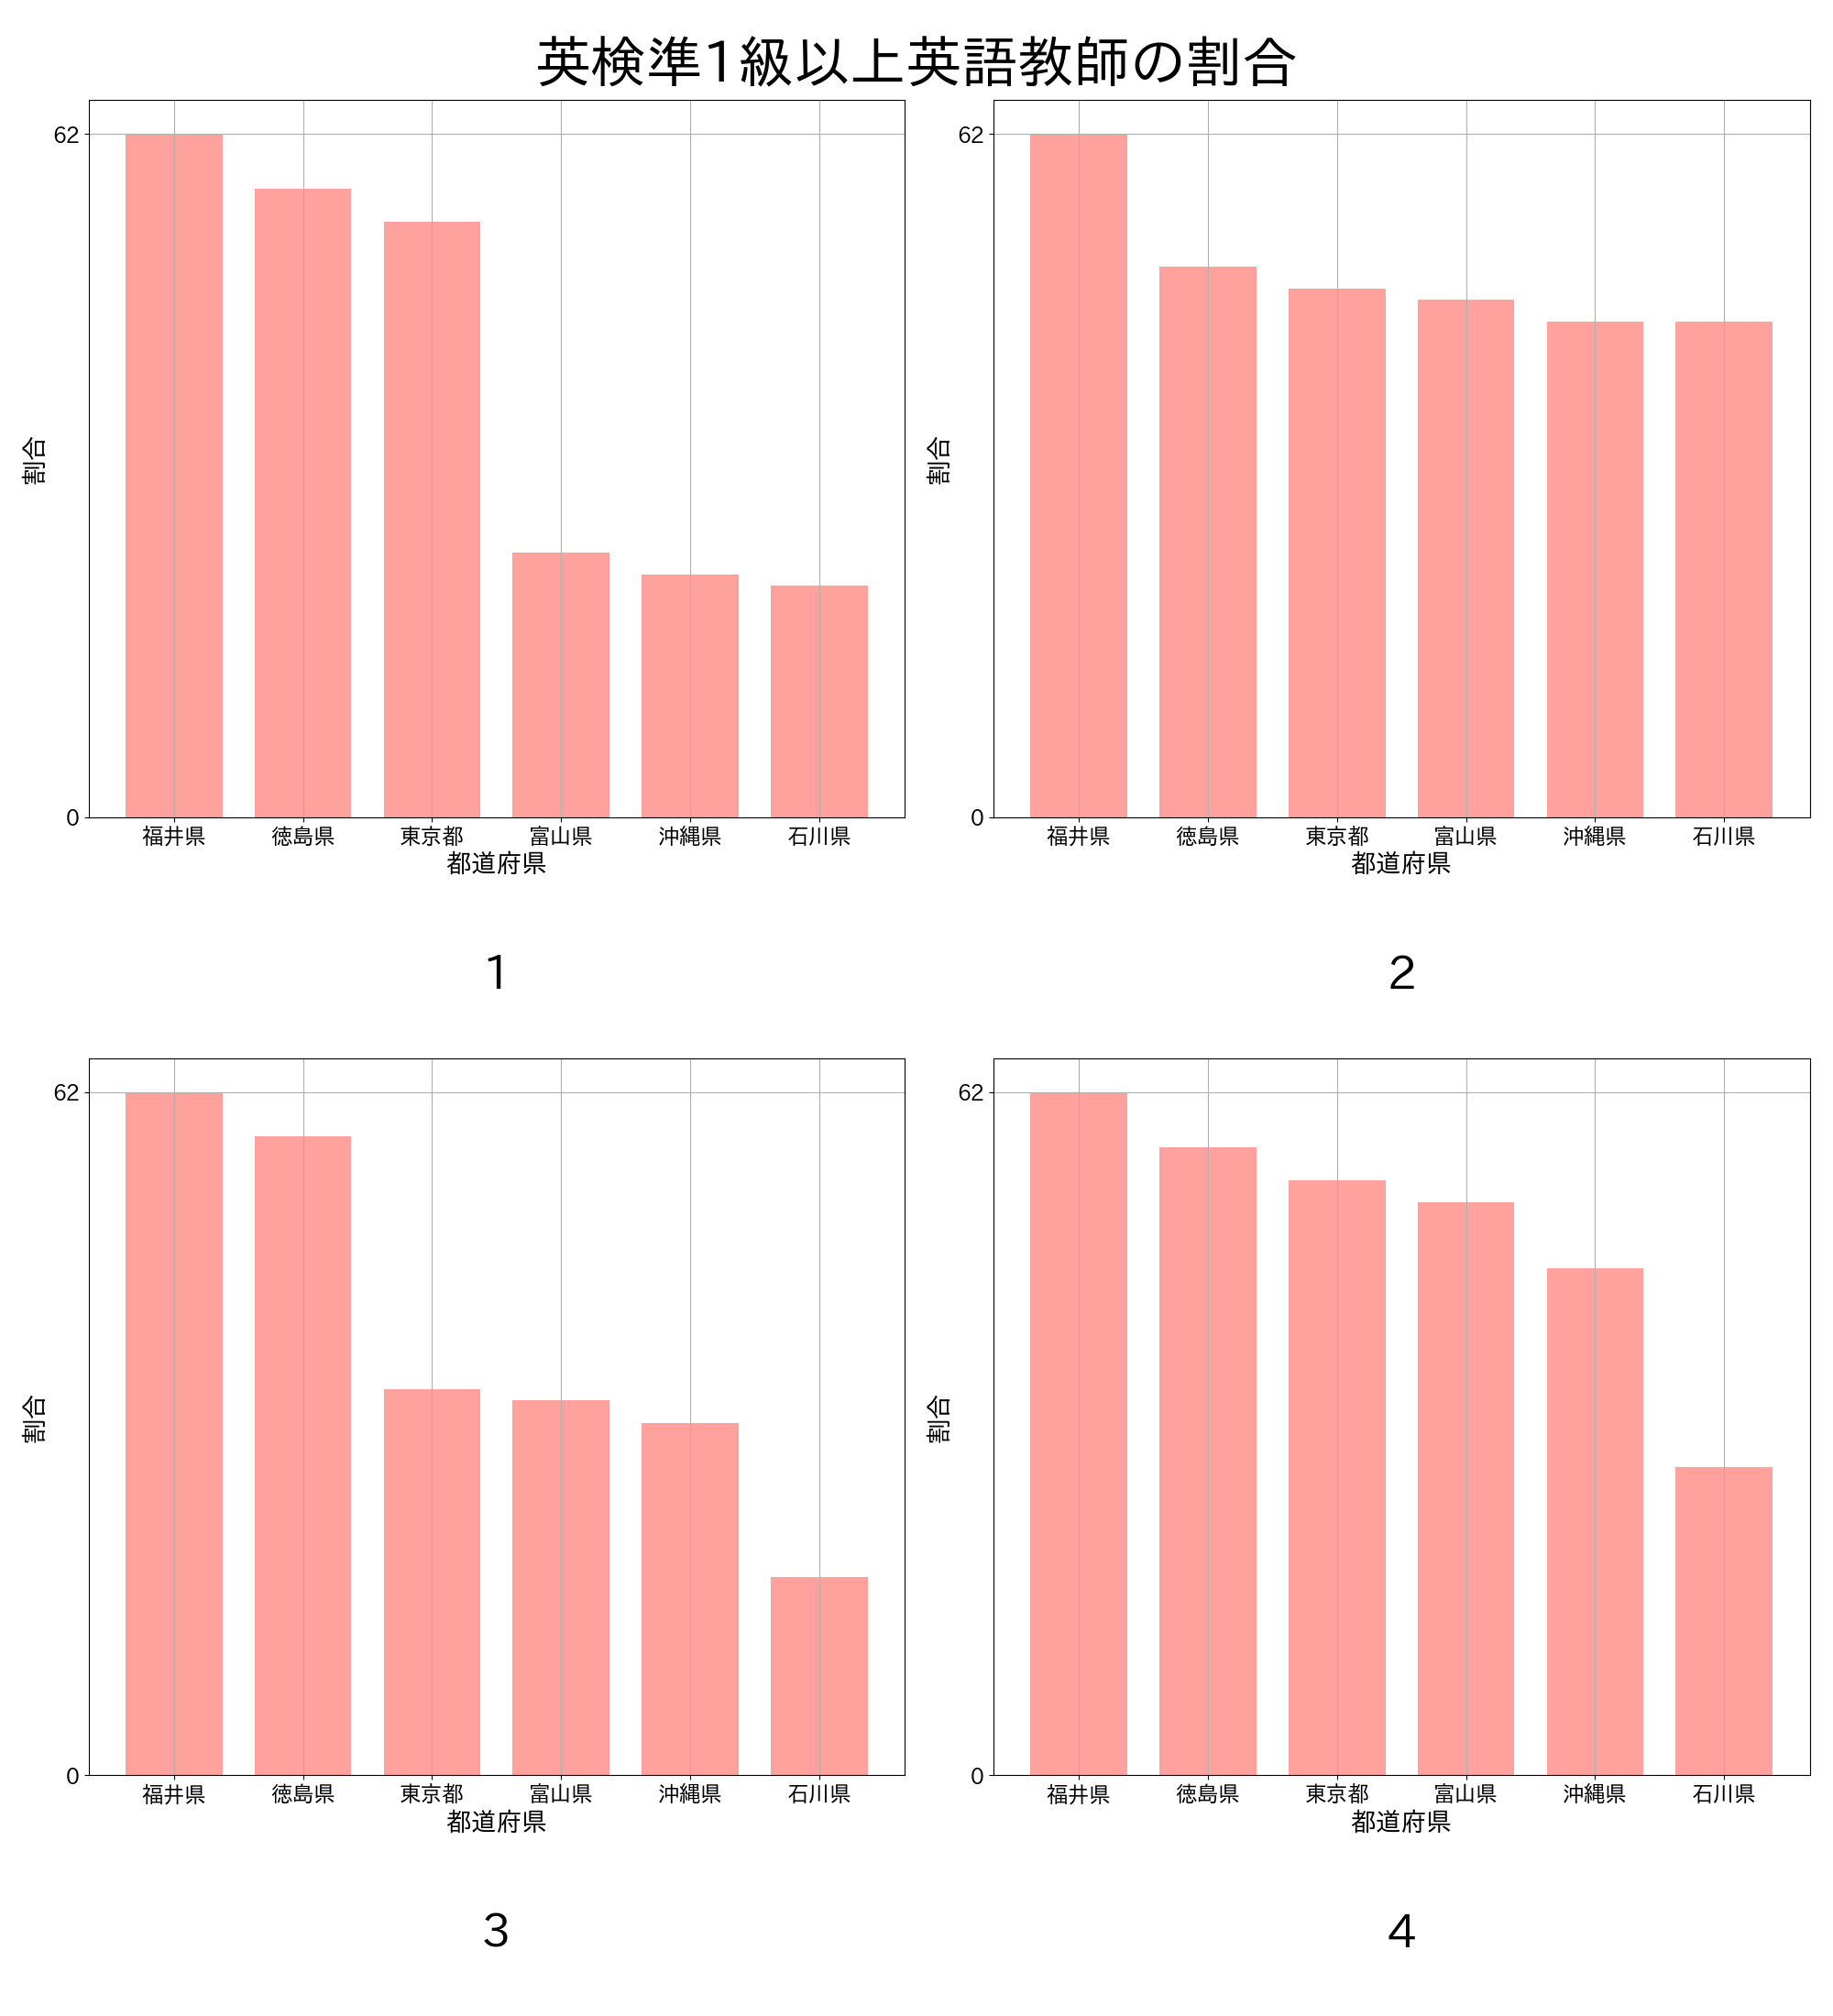 英検準1級以上英語教師の割合
62
0
割合
福井県 徳島県 東京都 富山県 沖縄県 石川県
都道府県
1
62
0
割合
福井県 徳島県 東京都 富山県 沖縄県 石川県
都道府県
2
62
0
割合
福井県 徳島県 東京都 富山県 沖縄県 石川県
都道府県
3
62
0
割合
福井県 徳島県 東京都 富山県 沖縄県 石川県
都道府県
4